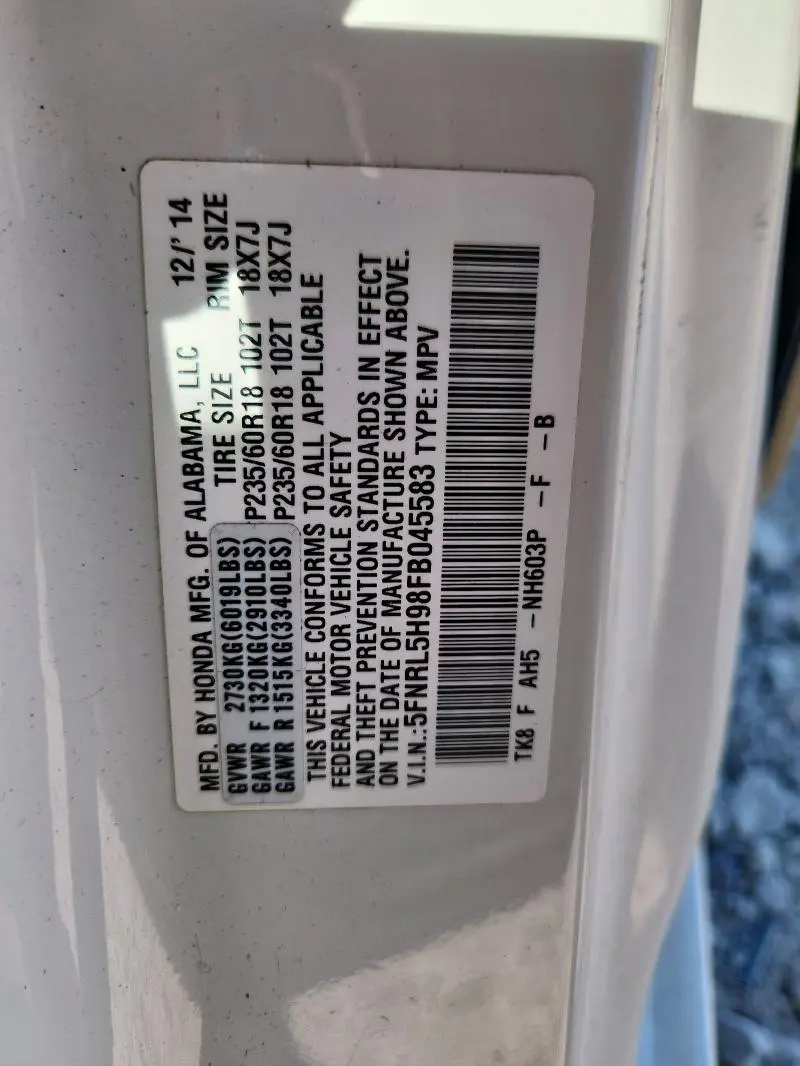 MFD. BY HONDA MFG. OF ALABAMA, LLC 12/' 14
TIRE SIZE RIM SIZE
GVWR 2730KG(6019LBS)
GAWR F 1320KG(2910LBS) P235/60R18 102T 18X7J
GAWR R 1515KG(3340LBS) P235/60R18 102T 18X7J
THIS VEHICLE CONFORMS TO ALL APPLICABLE
FEDERAL MOTOR VEHICLE SAFETY
AND THEFT PREVENTION STANDARDS IN EFFECT
ON THE DATE OF MANUFACTURE SHOWN ABOVE.
V.I.N.:5FNRL5H98FB045583 TYPE: MPV
TK8 F AH5 -NH603P -F -B